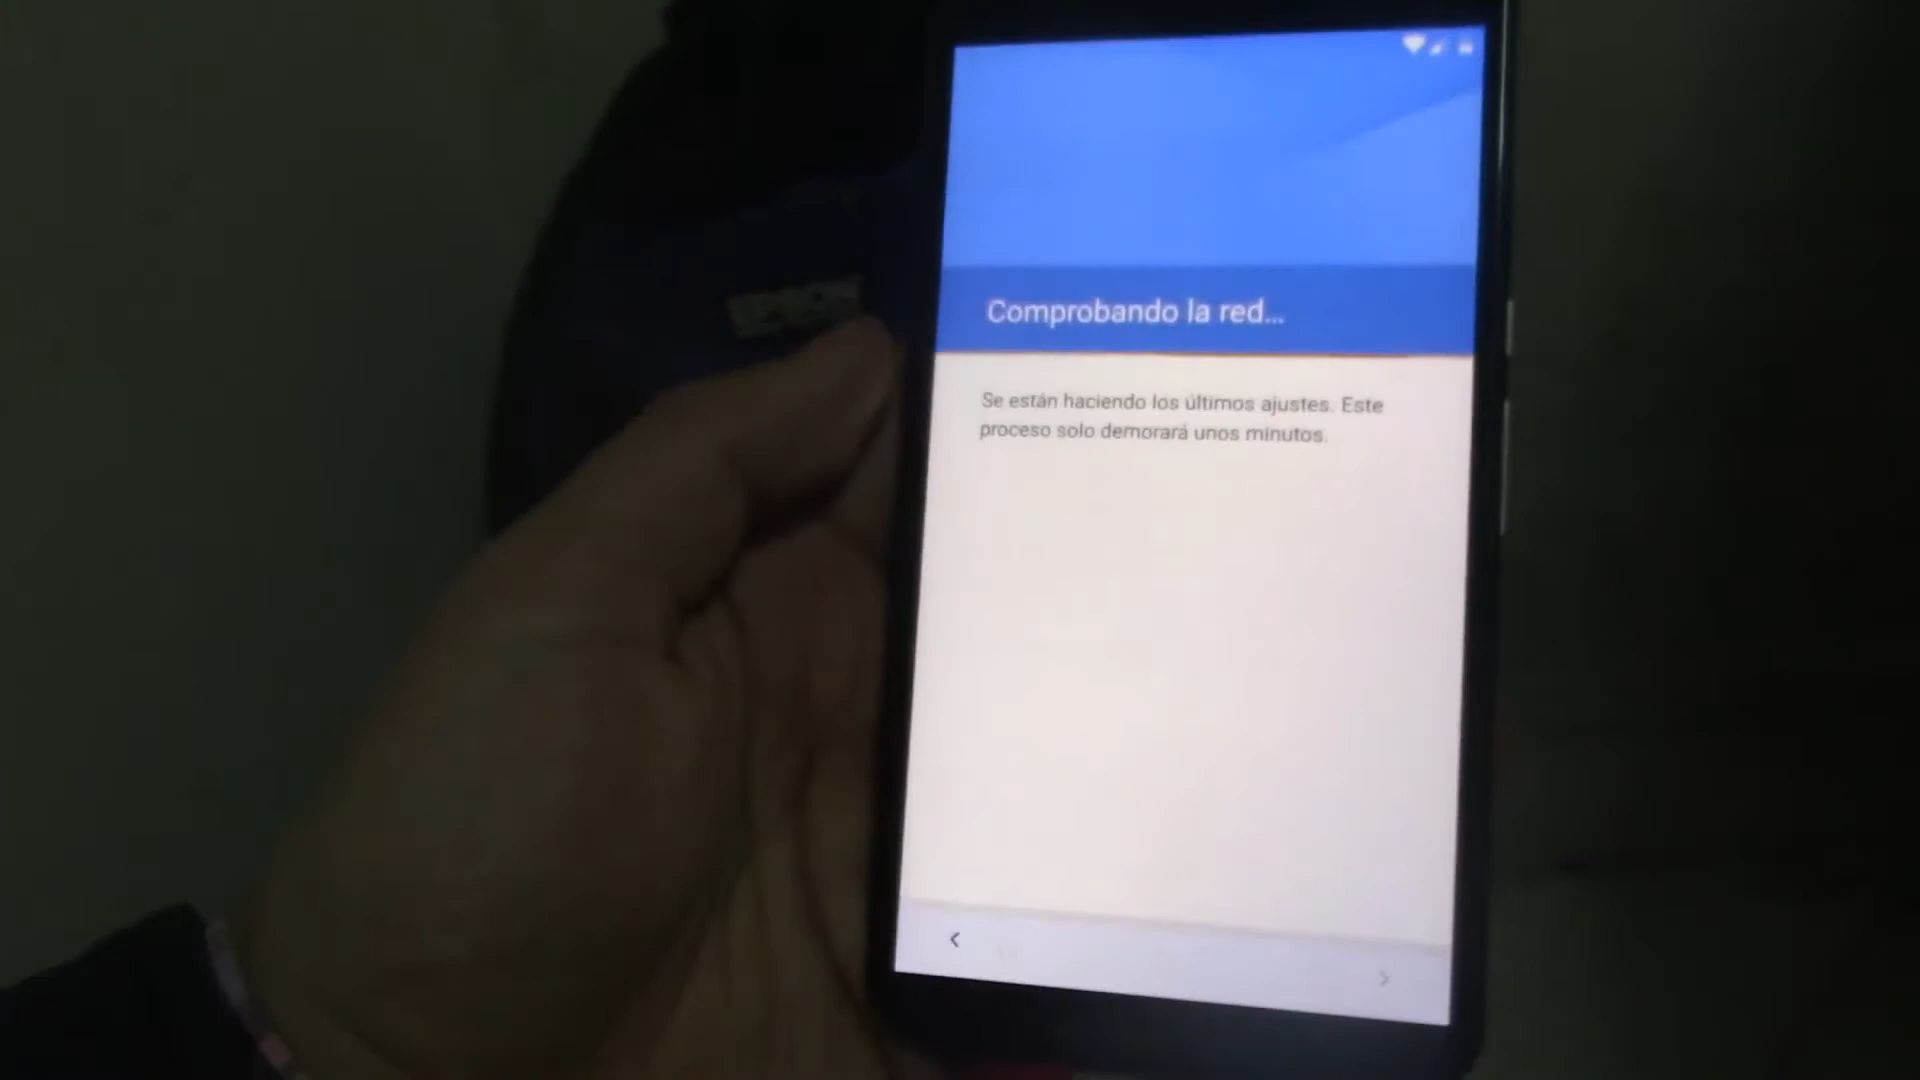 Comprobando la red...
Se están haciendo los últimos ajustes. Este
proceso solo demorará unos minutos.